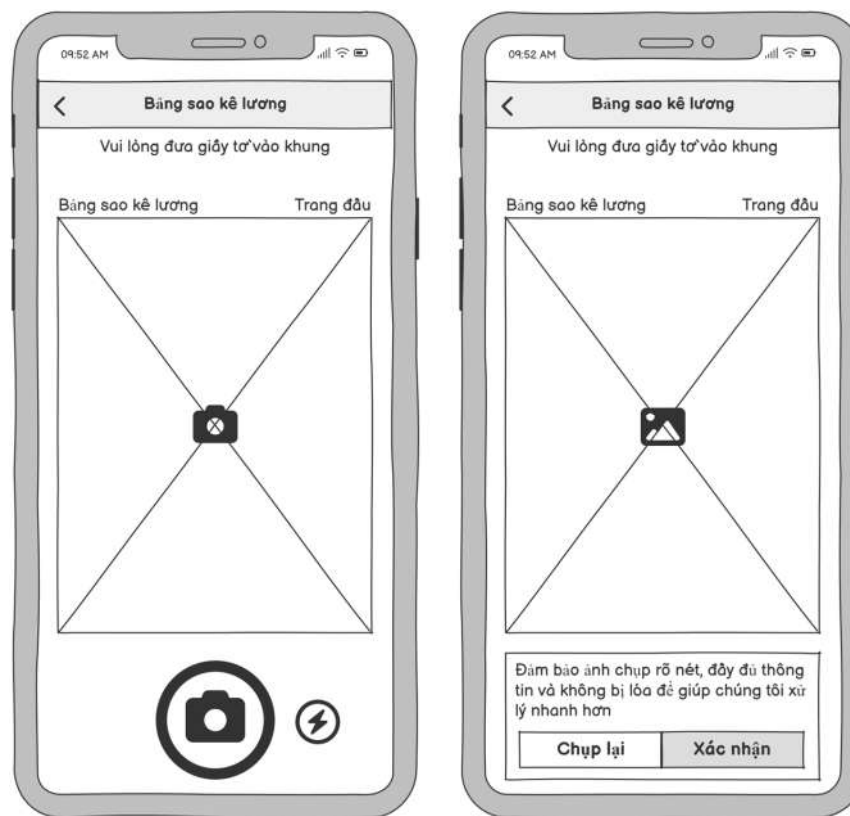 09:52 AM
Bảng sao kê lương
Vui lòng đưa giấy tờ vào khung
Bảng sao kê lương
Trang đầu
09:52 AM
Bảng sao kê lương
Vui lòng đưa giấy tờ vào khung
Bảng sao kê lương
Trang đầu
Đảm bảo ảnh chụp rõ nét, đầy đủ thông
tin và không bị lóa để giúp chúng tôi xử
lý nhanh hơn
Chụp lại
Xác nhận